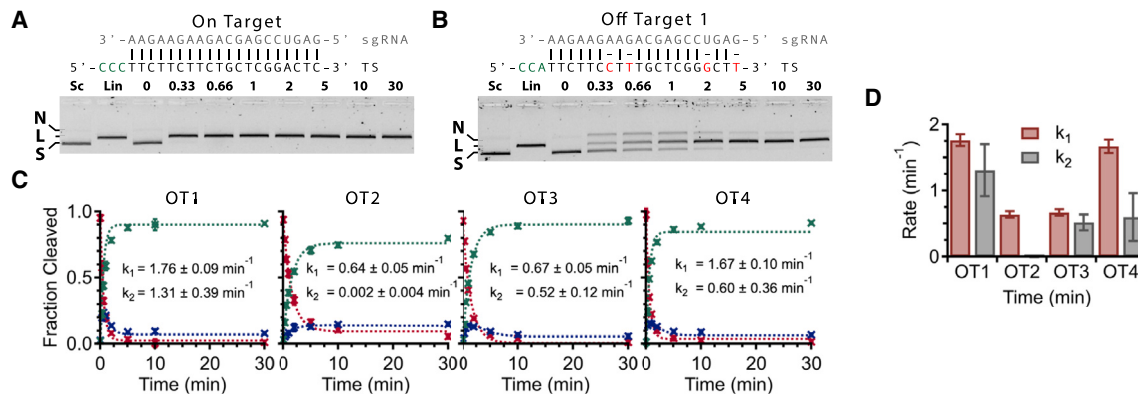 A
On Target
3'-AAGAAGAAGACGAGCCUGAG-5' sgRNA
5'-CCCTTCTTCTTCTGCTCGGACTC-3' TS
Sc Lin 0 0.33 0.66 1 2 5 10 30
N
L
S
B
Off Target 1
3'-AAGAAGAAGACGAGCCUGAG-5' sgRNA
5'-CCATTCTTCCTTTGCTCGGGCTT-3' TS
Sc Lin 0 0.33 0.66 1 2 5 10 30
N
L
S
C
OT1 OT2 OT3 OT4
Fraction Cleaved
1.0
0.5
0.0
k1 = 1.76 ± 0.09 min-1
k2 = 1.31 ± 0.39 min-1
0 10 20 30
Time (min)
k1 = 0.64 ± 0.05 min-1
k2 = 0.002 ± 0.004 min-1
0 10 20 30
Time (min)
k1 = 0.67 ± 0.05 min-1
k2 = 0.52 ± 0.12 min-1
0 10 20 30
Time (min)
k1 = 1.67 ± 0.10 min-1
k2 = 0.60 ± 0.36 min-1
0 10 20 30
Time (min)
D
Rate (min-1)
2
1
0
k1
k2
OT1 OT2 OT3 OT4
Time (min)